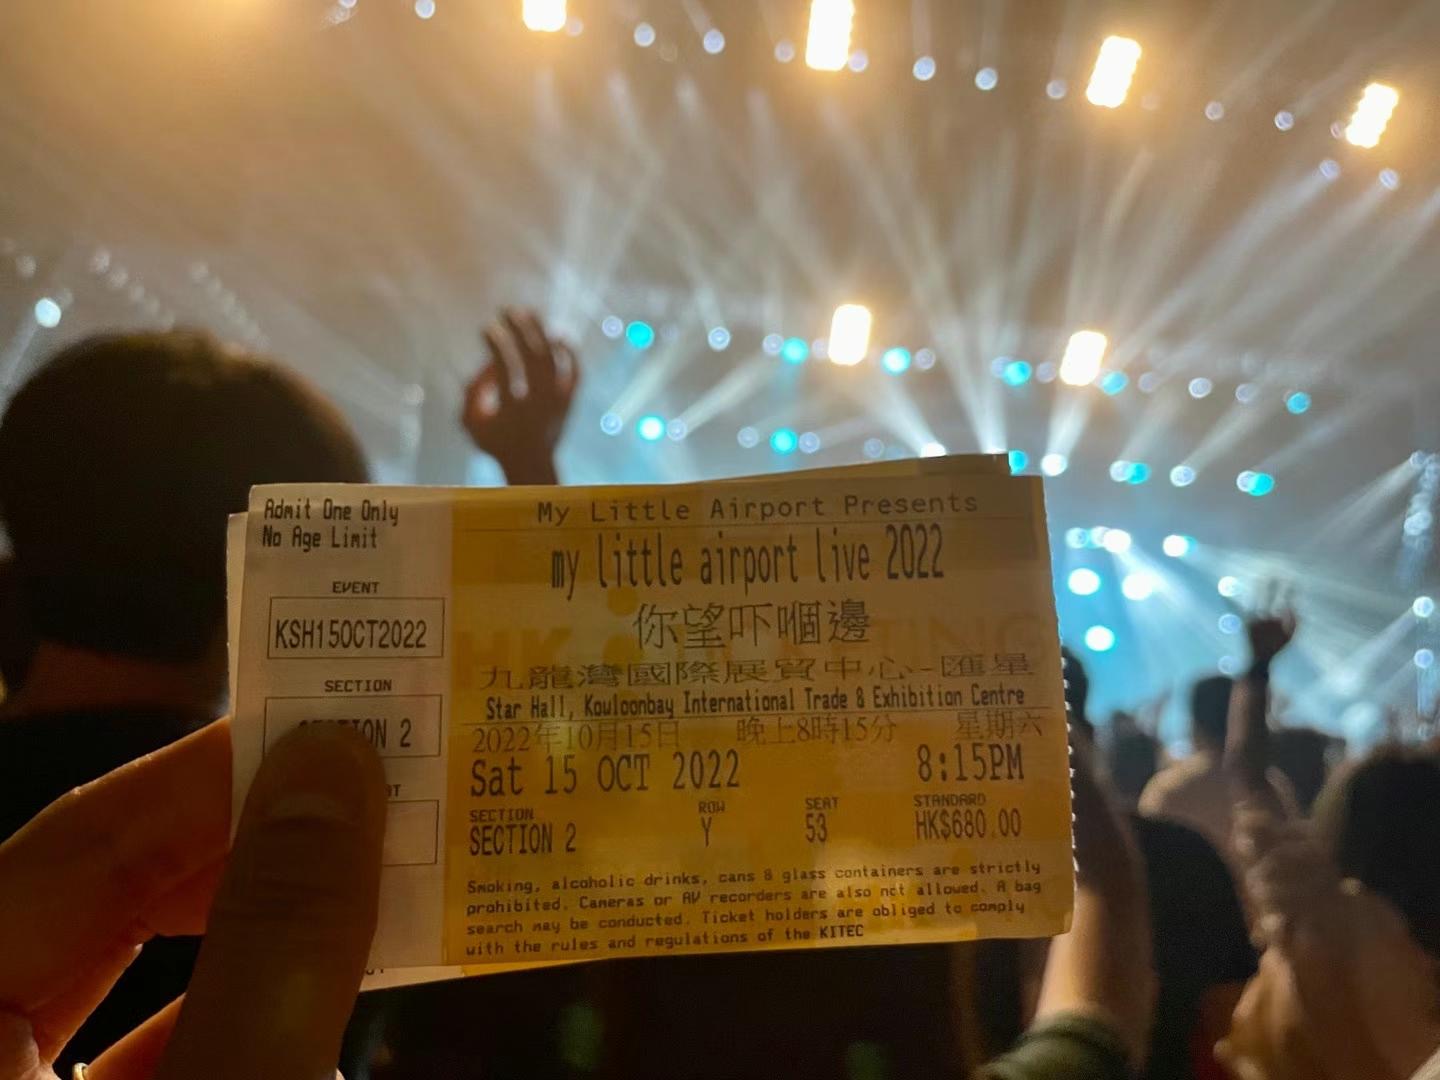 Admit One Only
No Age Limit
EVENT
KSH15OCT2022
SECTION
SECTION 2
My Little Airport Presents
my little airport live 2022
你望吓嗰邊
九龍灣國際展貿中心-匯星
Star Hall, Kouloonbay International Trade & Exhibition Centre
2022年10月15日 晚上8時15分 星期六
Sat 15 OCT 2022 8:15PM
SECTION ROW SEAT STANDARD
SECTION 2 Y 53 HK$680.00
Smoking, alcoholic drinks, cans & glass containers are strictly
prohibited. Cameras or AV recorders are also not allowed. A bag
search may be conducted. Ticket holders are obliged to comply
with the rules and regulations of the KITEC